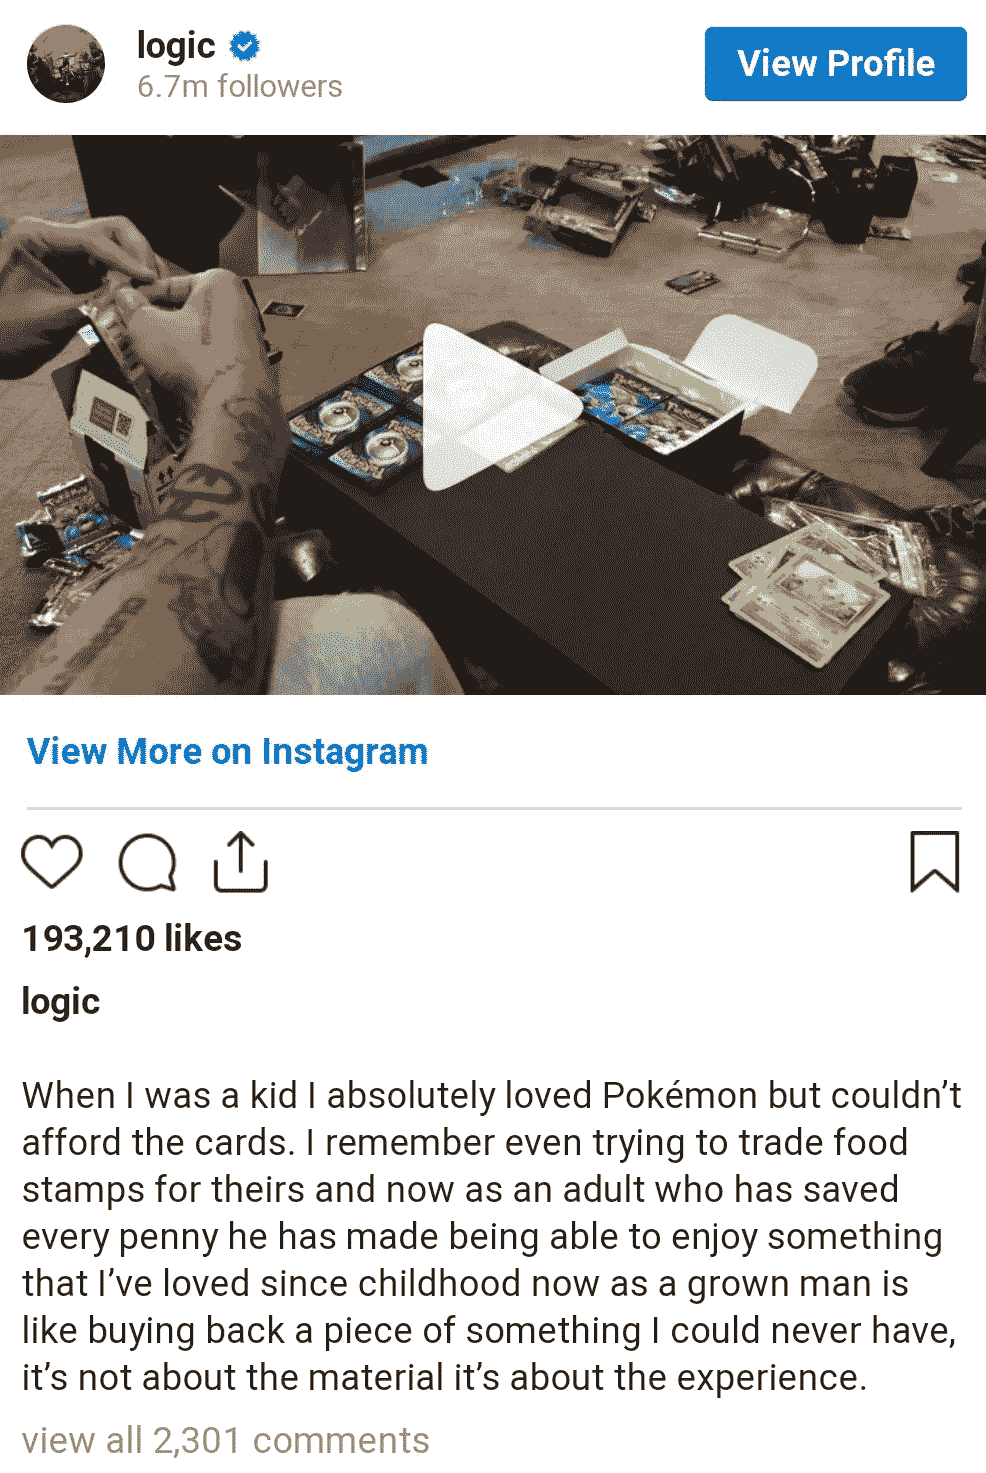 logic
6.7m followers
View Profile
View More on Instagram
193,210 likes
logic
When I was a kid I absolutely loved Pokémon but couldn’t
afford the cards. I remember even trying to trade food
stamps for theirs and now as an adult who has saved
every penny he has made being able to enjoy something
that I’ve loved since childhood now as a grown man is
like buying back a piece of something I could never have,
it’s not about the material it’s about the experience.
view all 2,301 comments